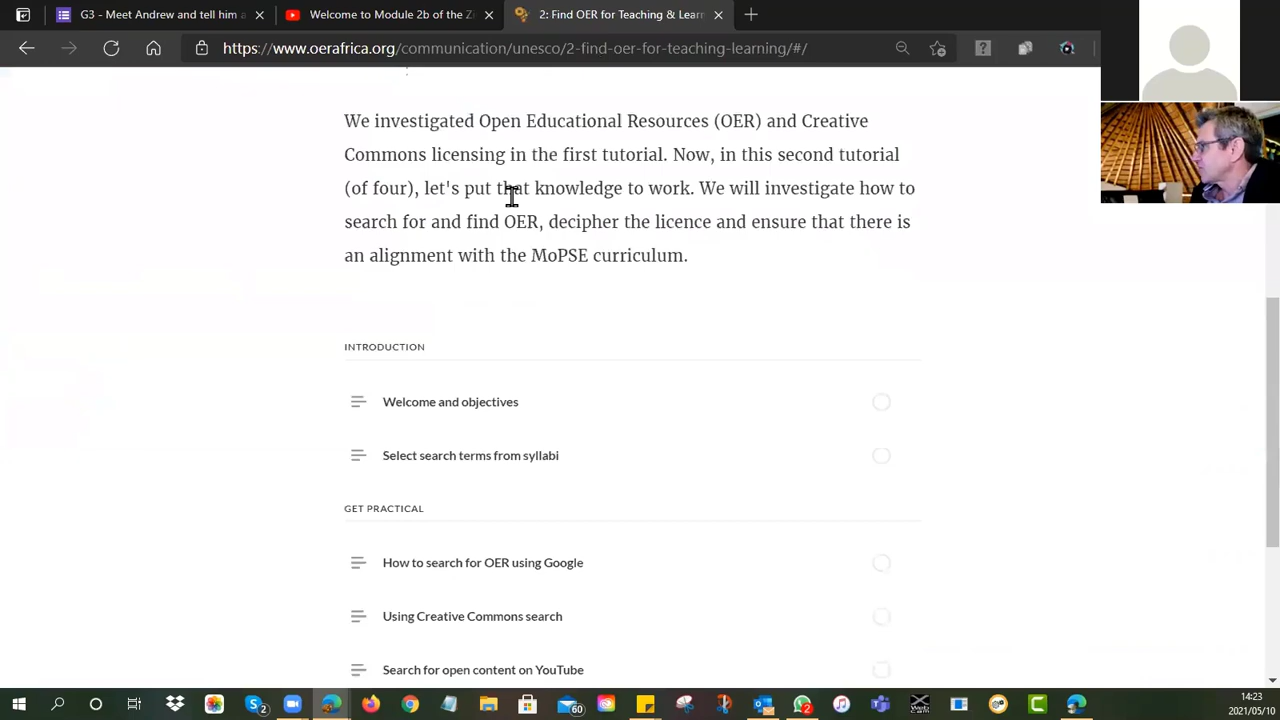 G3 - Meet Andrew and tell him a
Welcome to Module 2b of the Z
2: Find OER for Teaching & Learn
https://www.oerafrica.org/communication/unesco/2-find-oer-for-teaching-learning/#/
We investigated Open Educational Resources (OER) and Creative
Commons licensing in the first tutorial. Now, in this second tutorial
(of four), let's put that knowledge to work. We will investigate how to
search for and find OER, decipher the licence and ensure that there is
an alignment with the MoPSE curriculum.
INTRODUCTION
Welcome and objectives
Select search terms from syllabi
GET PRACTICAL
How to search for OER using Google
Using Creative Commons search
Search for open content on YouTube
2
60
2
14:23
2021/05/10